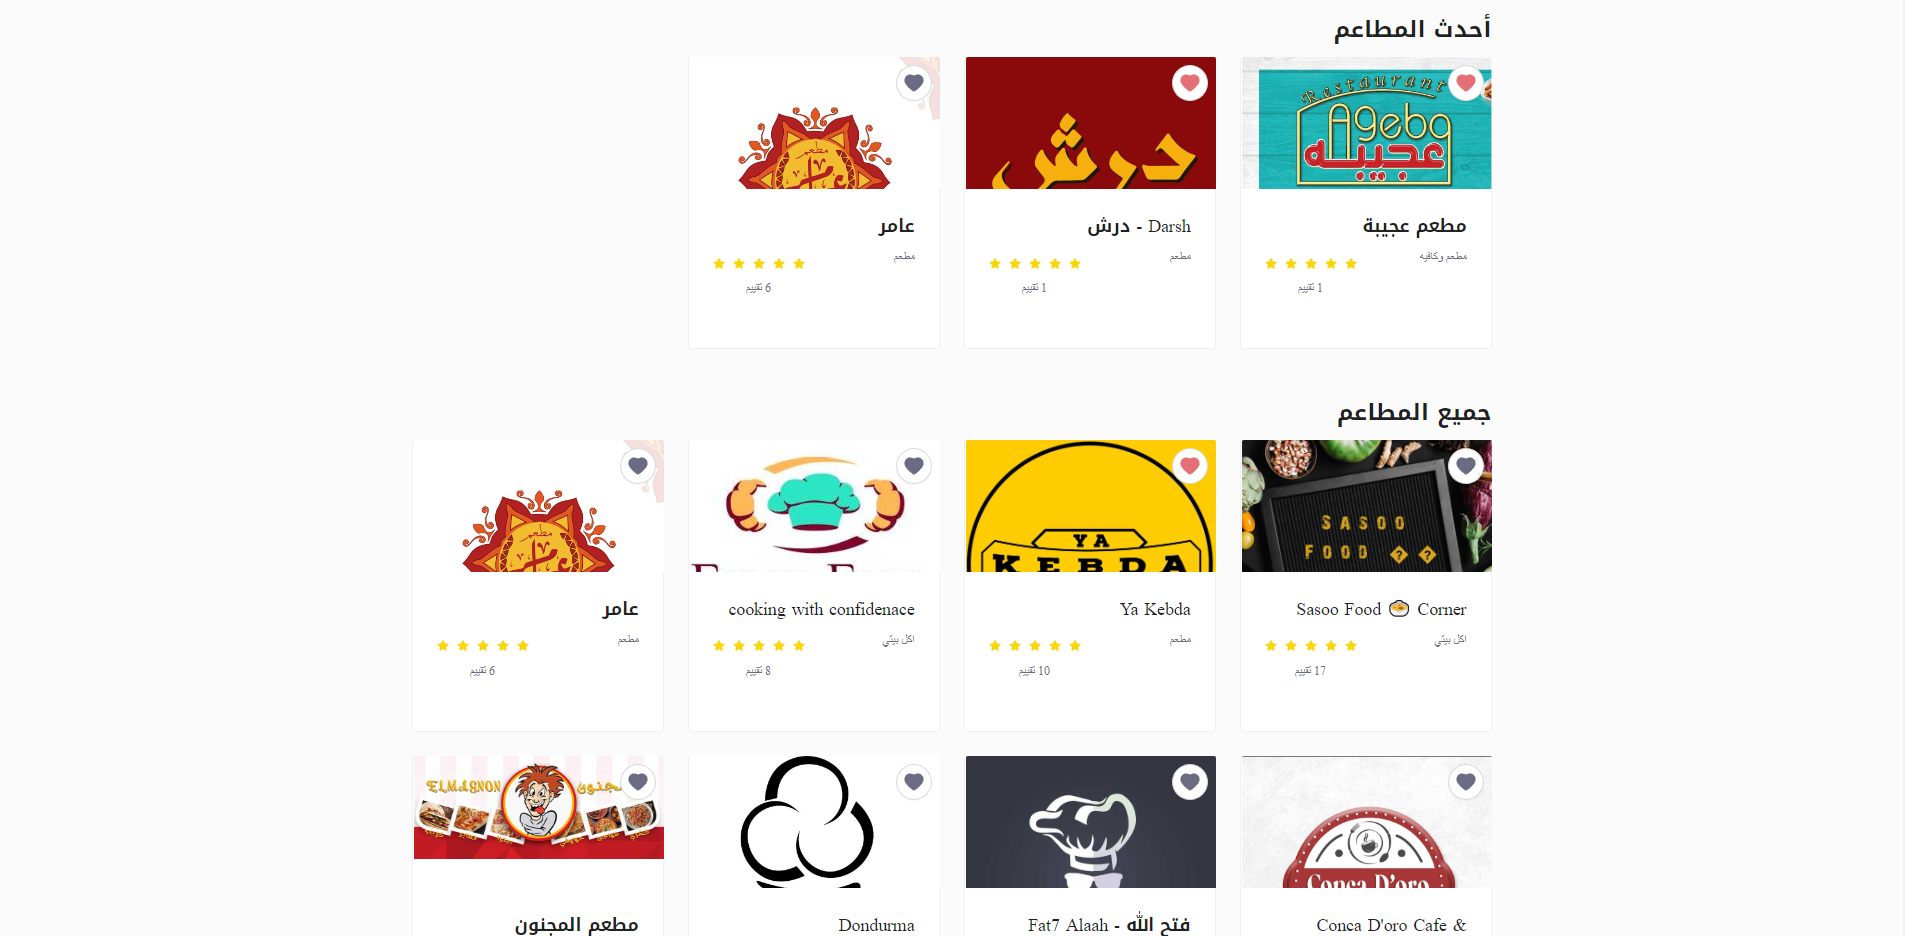 أحدث المطاعم
Restaurant
Ageba
عجيبه
مطعم عجيبة
مطعم وكافيه
1 تقييم
درش
Darsh - درش
مطعم
1 تقييم
مطعم
عامر
مطعم
6 تقييم
جميع المطاعم
SASOO
FOOD
Sasoo Food 🍲 Corner
اكل بيتي
17 تقييم
YA
KEBDA
Ya Kebda
مطعم
10 تقييم
cooking with confidenace
اكل بيتي
8 تقييم
مطعم
عامر
مطعم
6 تقييم
Conca D'oro
Conca D'oro Cafe &
Fat7 Alaah - فتح الله
Dondurma
ELMAGNON
مطعم المجنون